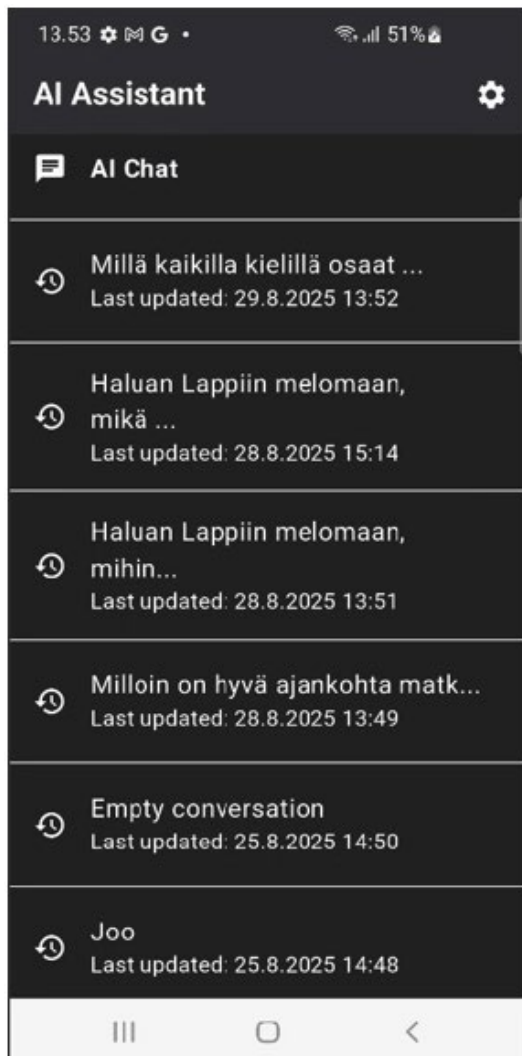 13.53 G •
51%
AI Assistant
AI Chat
Millä kaikilla kielillä osaat ...
Last updated: 29.8.2025 13:52
Haluan Lappiin melomaan,
mikä ...
Last updated: 28.8.2025 15:14
Haluan Lappiin melomaan,
mihin...
Last updated: 28.8.2025 13:51
Milloin on hyvä ajankohta matk...
Last updated: 28.8.2025 13:49
Empty conversation
Last updated: 25.8.2025 14:50
Joo
Last updated: 25.8.2025 14:48